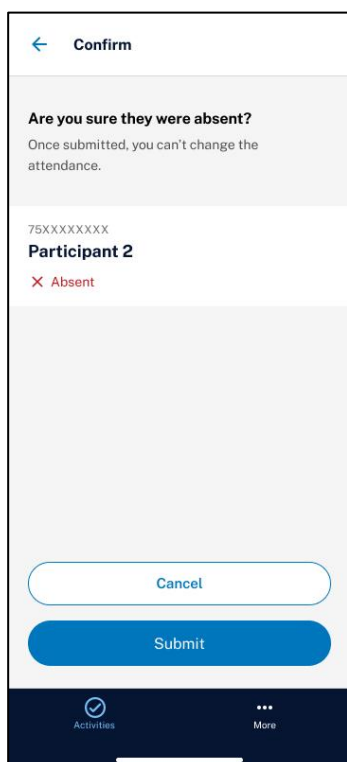 Confirm
Are you sure they were absent?
Once submitted, you can't change the
attendance.
75XXXXXXXX
Participant 2
Absent
Cancel
Submit
Activities
More